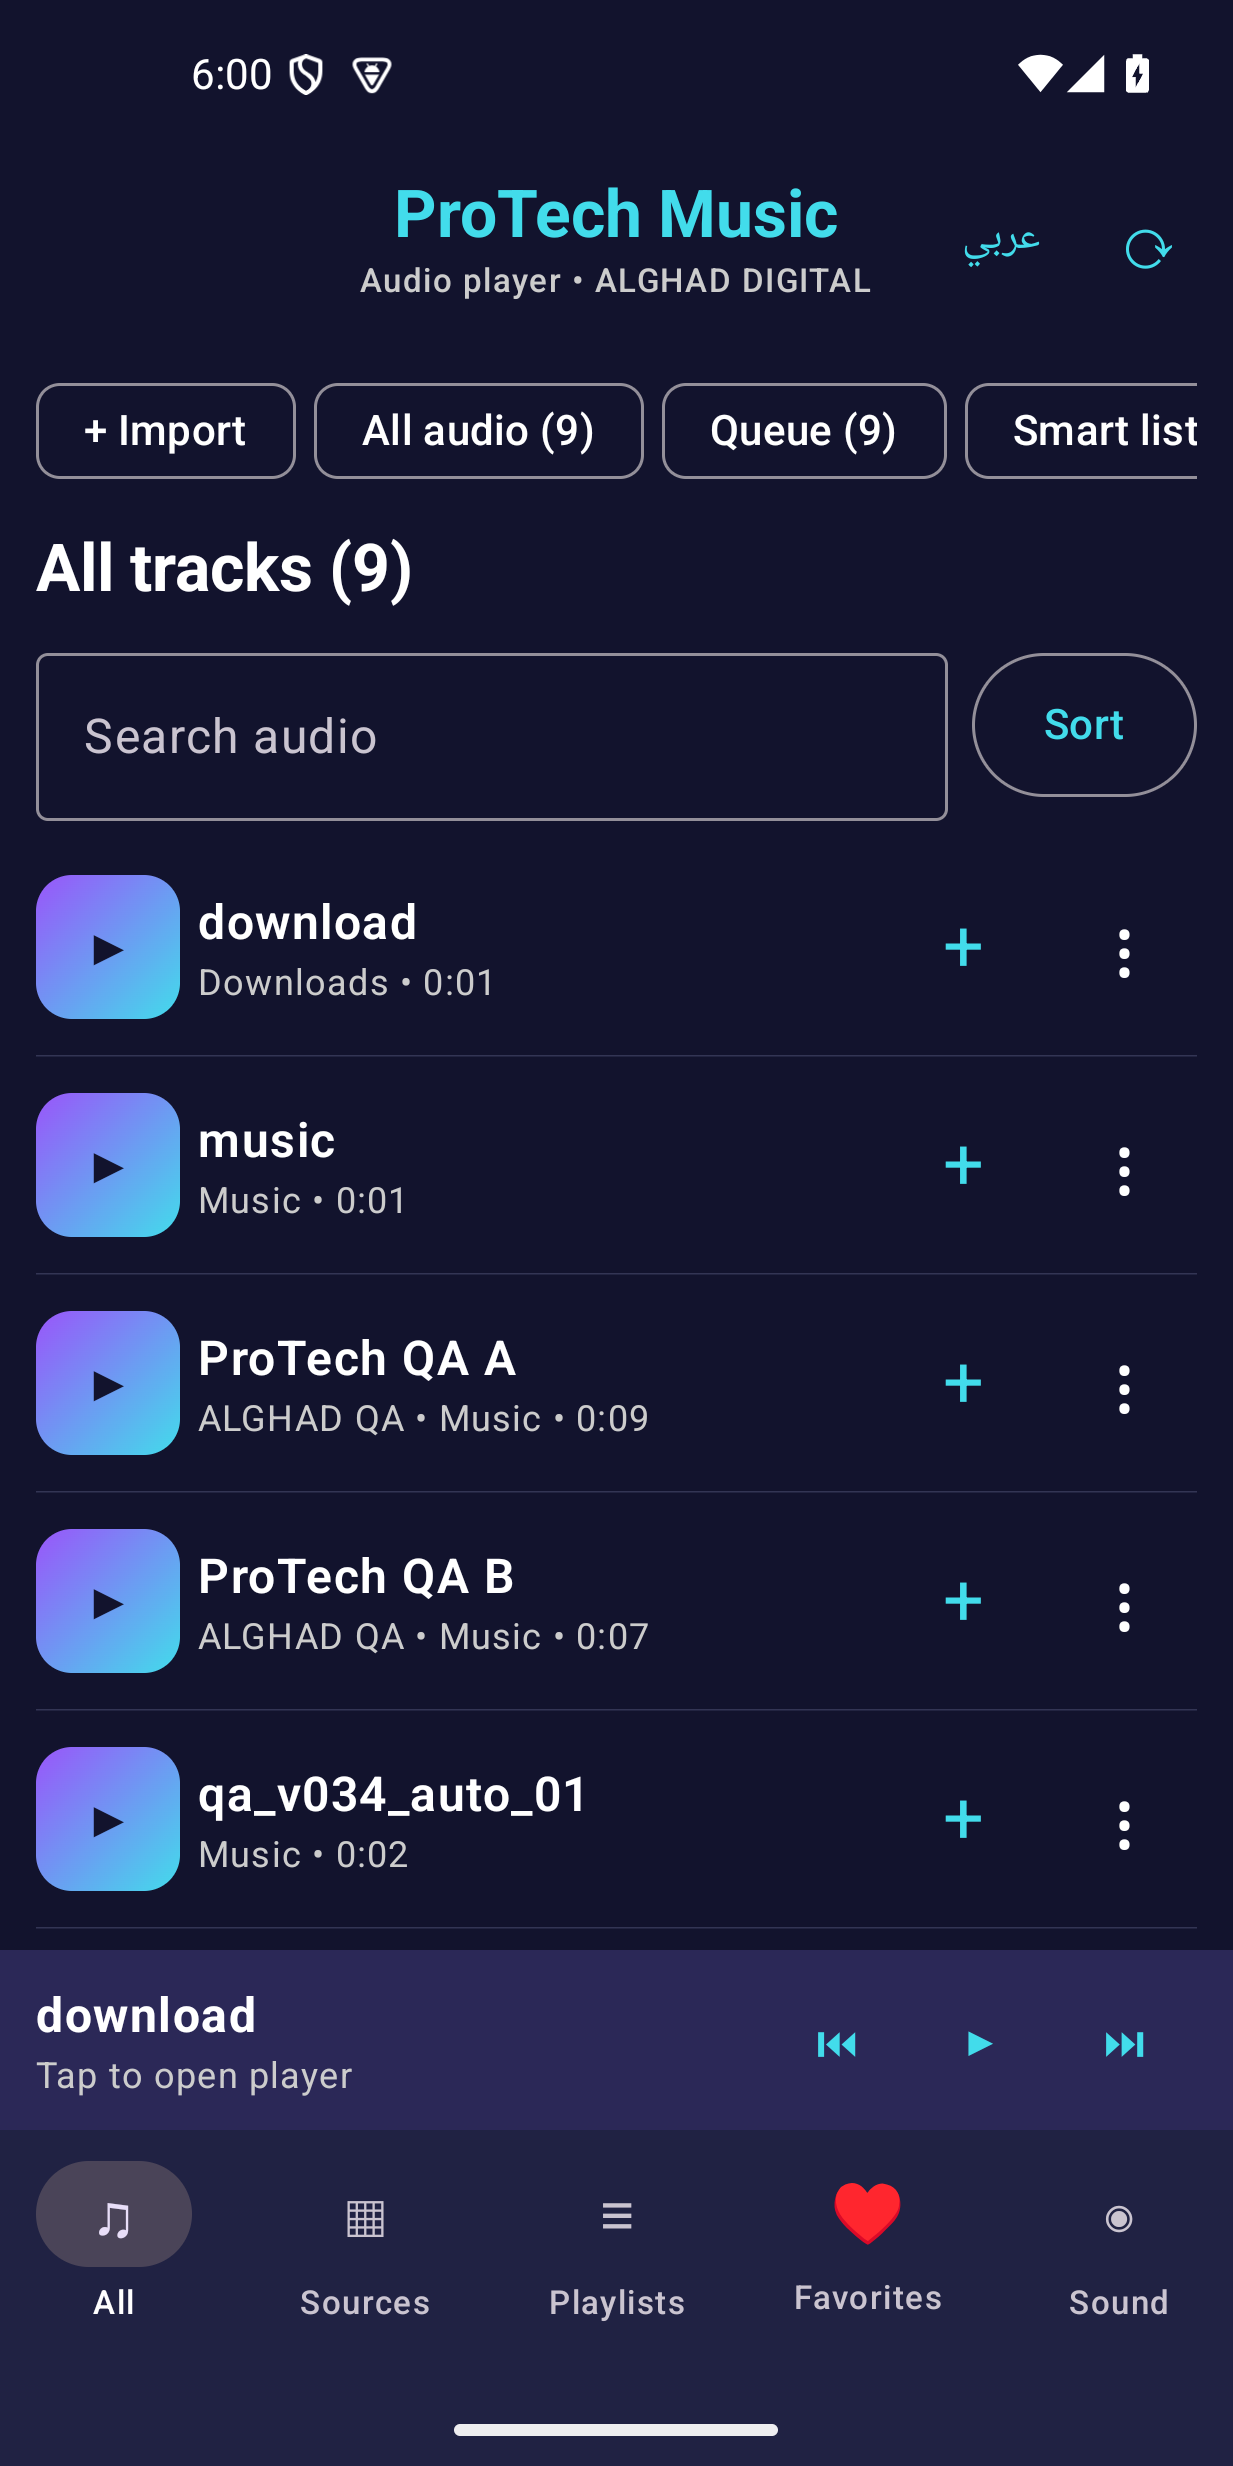 6:00
ProTech Music
Audio player • ALGHAD DIGITAL
عربي
+ Import
All audio (9)
Queue (9)
Smart list
All tracks (9)
Search audio
Sort
download
Downloads • 0:01
music
Music • 0:01
ProTech QA A
ALGHAD QA • Music • 0:09
ProTech QA B
ALGHAD QA • Music • 0:07
qa_v034_auto_01
Music • 0:02
download
Tap to open player
All
Sources
Playlists
Favorites
Sound